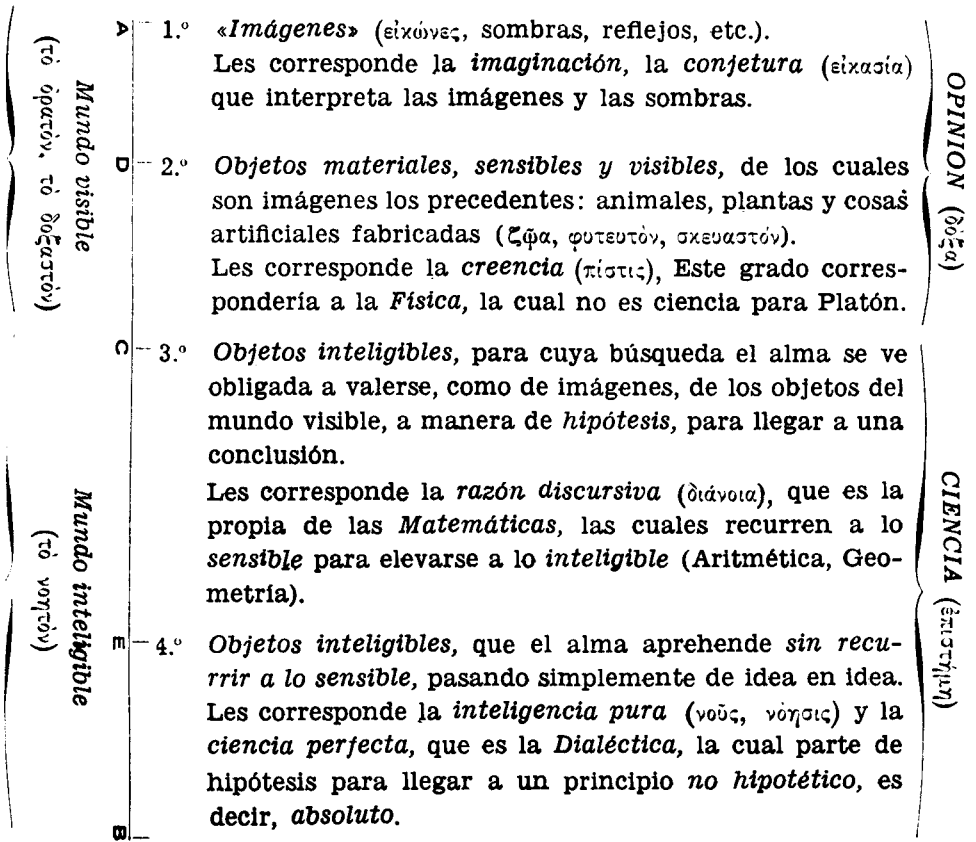 Mundo visible
(τὸ ὁρατόν, τὸ δοξαστόν)
Mundo inteligible
(τὸ νοητόν)
A
D
C
E
B
1.º «Imágenes» (εἰκώνες, sombras, reflejos, etc.).
Les corresponde la imaginación, la conjetura (εἰκασία)
que interpreta las imágenes y las sombras.
2.º Objetos materiales, sensibles y visibles, de los cuales
son imágenes los precedentes: animales, plantas y cosas
artificiales fabricadas (ζῷα, φυτευτὸν, σκευαστόν).
Les corresponde la creencia (πίστις), Este grado corres-
pondería a la Física, la cual no es ciencia para Platón.
3.º Objetos inteligibles, para cuya búsqueda el alma se ve
obligada a valerse, como de imágenes, de los objetos del
mundo visible, a manera de hipótesis, para llegar a una
conclusión.
Les corresponde la razón discursiva (διάνοια), que es la
propia de las Matemáticas, las cuales recurren a lo
sensible para elevarse a lo inteligible (Aritmética, Geo-
metría).
4.º Objetos inteligibles, que el alma aprehende sin recu-
rrir a lo sensible, pasando simplemente de idea en idea.
Les corresponde la inteligencia pura (νοῦς, νόησις) y la
ciencia perfecta, que es la Dialéctica, la cual parte de
hipótesis para llegar a un principio no hipotético, es
decir, absoluto.
OPINION (δόξα)
CIENCIA (ἐπιστήμη)